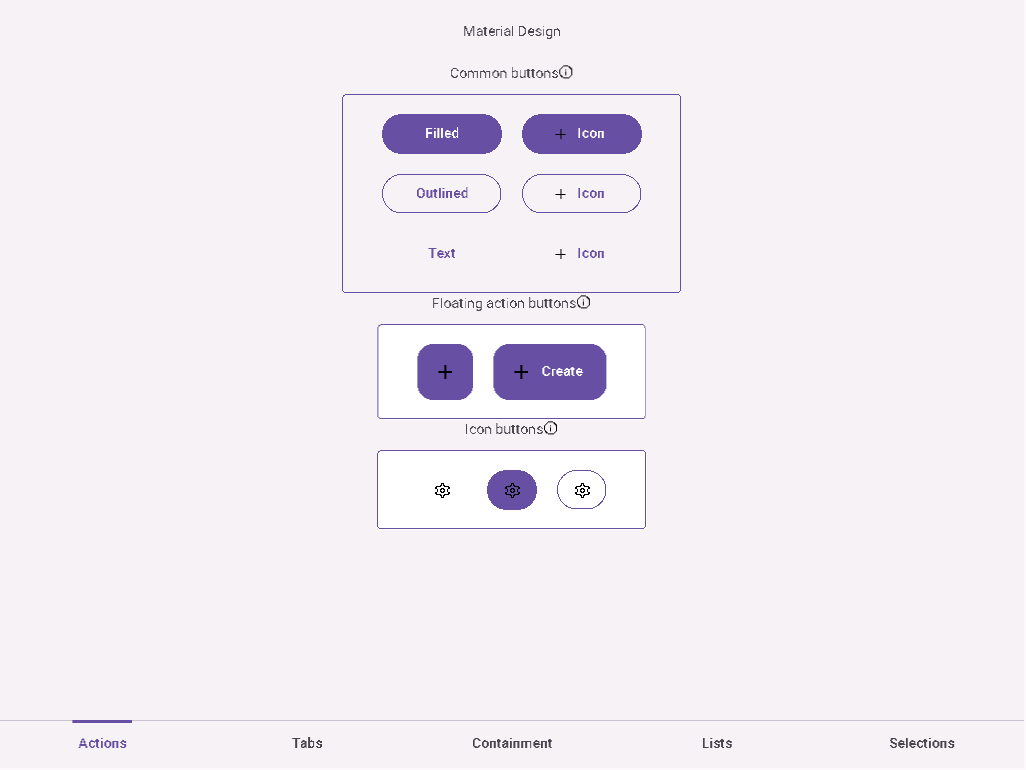 Material Design
Common buttons
Filled
Icon
Outlined
Icon
Text
Icon
Floating action buttons
Create
Icon buttons
Actions
Tabs
Containment
Lists
Selections